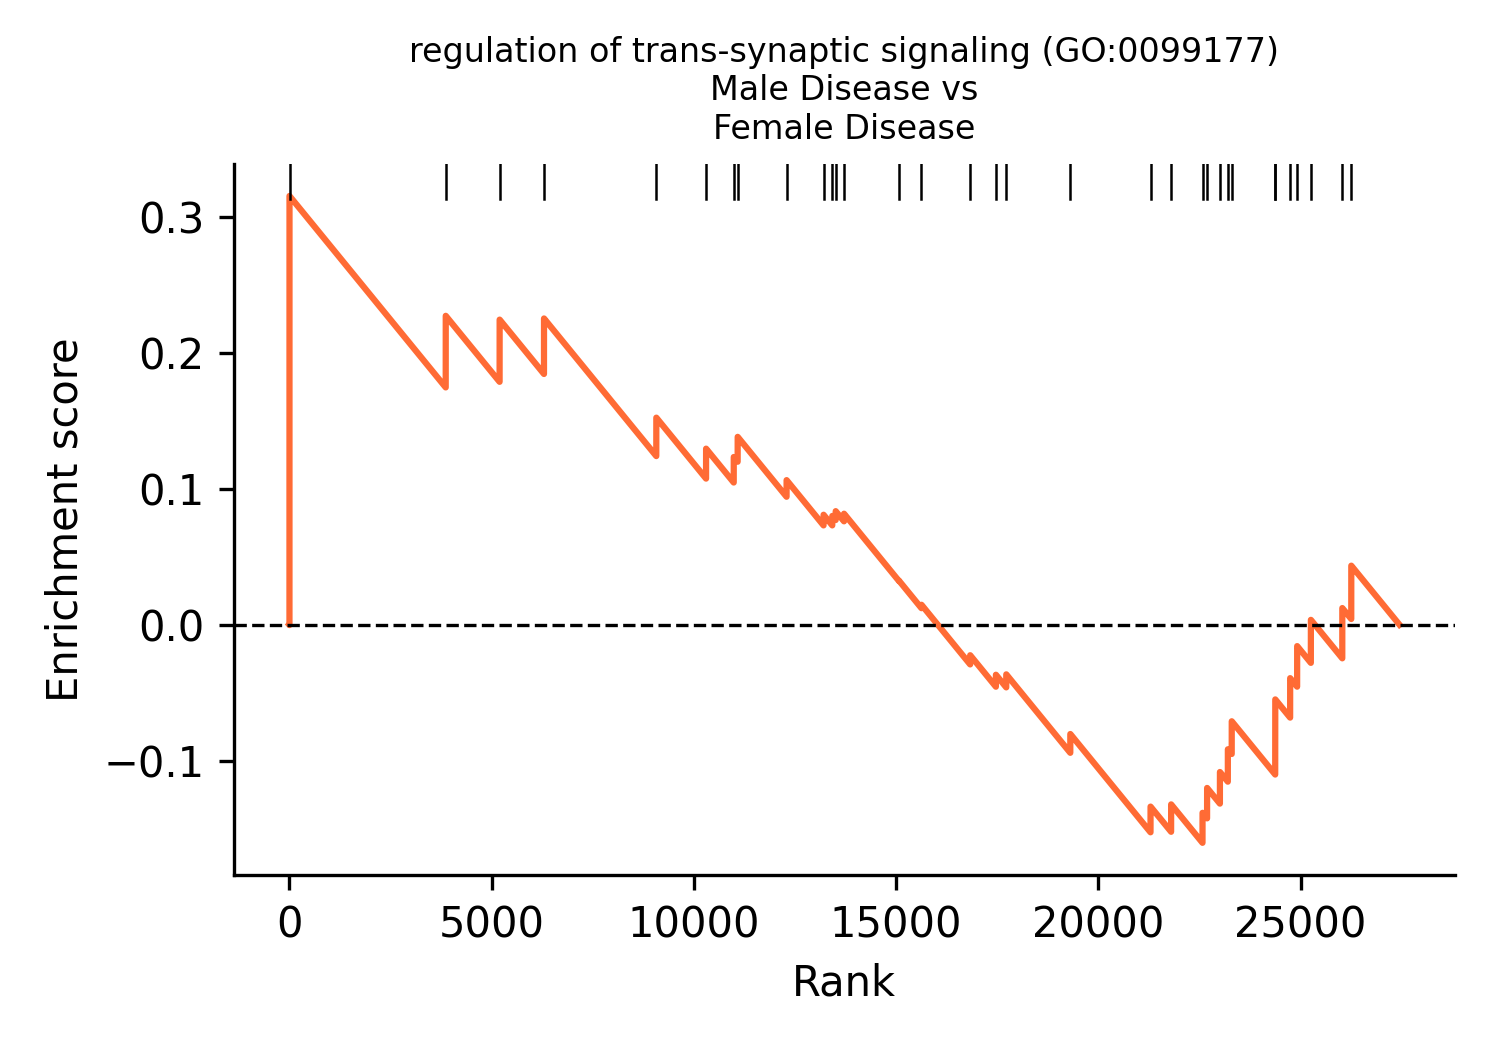 regulation of trans-synaptic signaling (GO:0099177)
Male Disease vs
Female Disease
Enrichment score
0.3
0.2
0.1
0.0
−0.1
0 5000 10000 15000 20000 25000
Rank